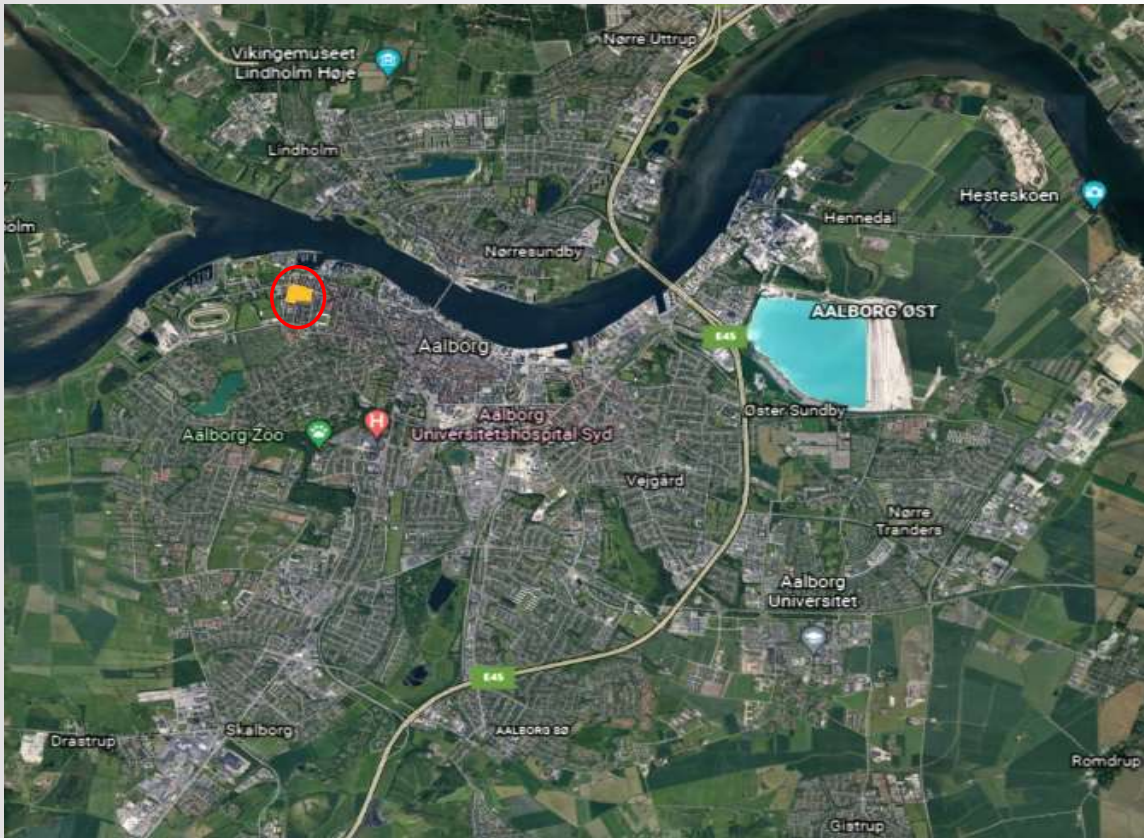 Nørre Uttrup
Vikingemuseet
Lindholm Høje
Lindholm
Hesteskoen
Hennedal
Nørresundby
AALBORG ØST
E45
Aalborg
Øster Sundby
Aalborg
Universitetshospital Syd
H
Aalborg Zoo
Vejgård
Nørre
Tranders
Aalborg
Universitet
E45
Skalborg
AALBORG SØ
Drastrup
Romdrup
Gistrup